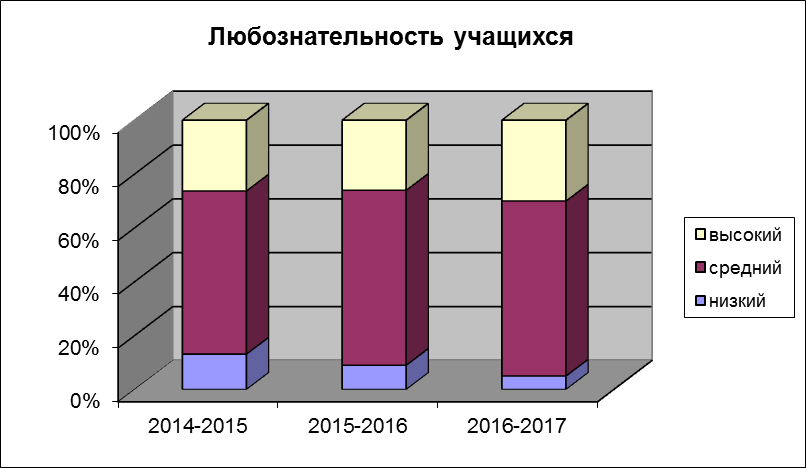 Любознательность учащихся
100%
80%
60%
40%
20%
0%
2014-2015 2015-2016 2016-2017
высокий
средний
низкий